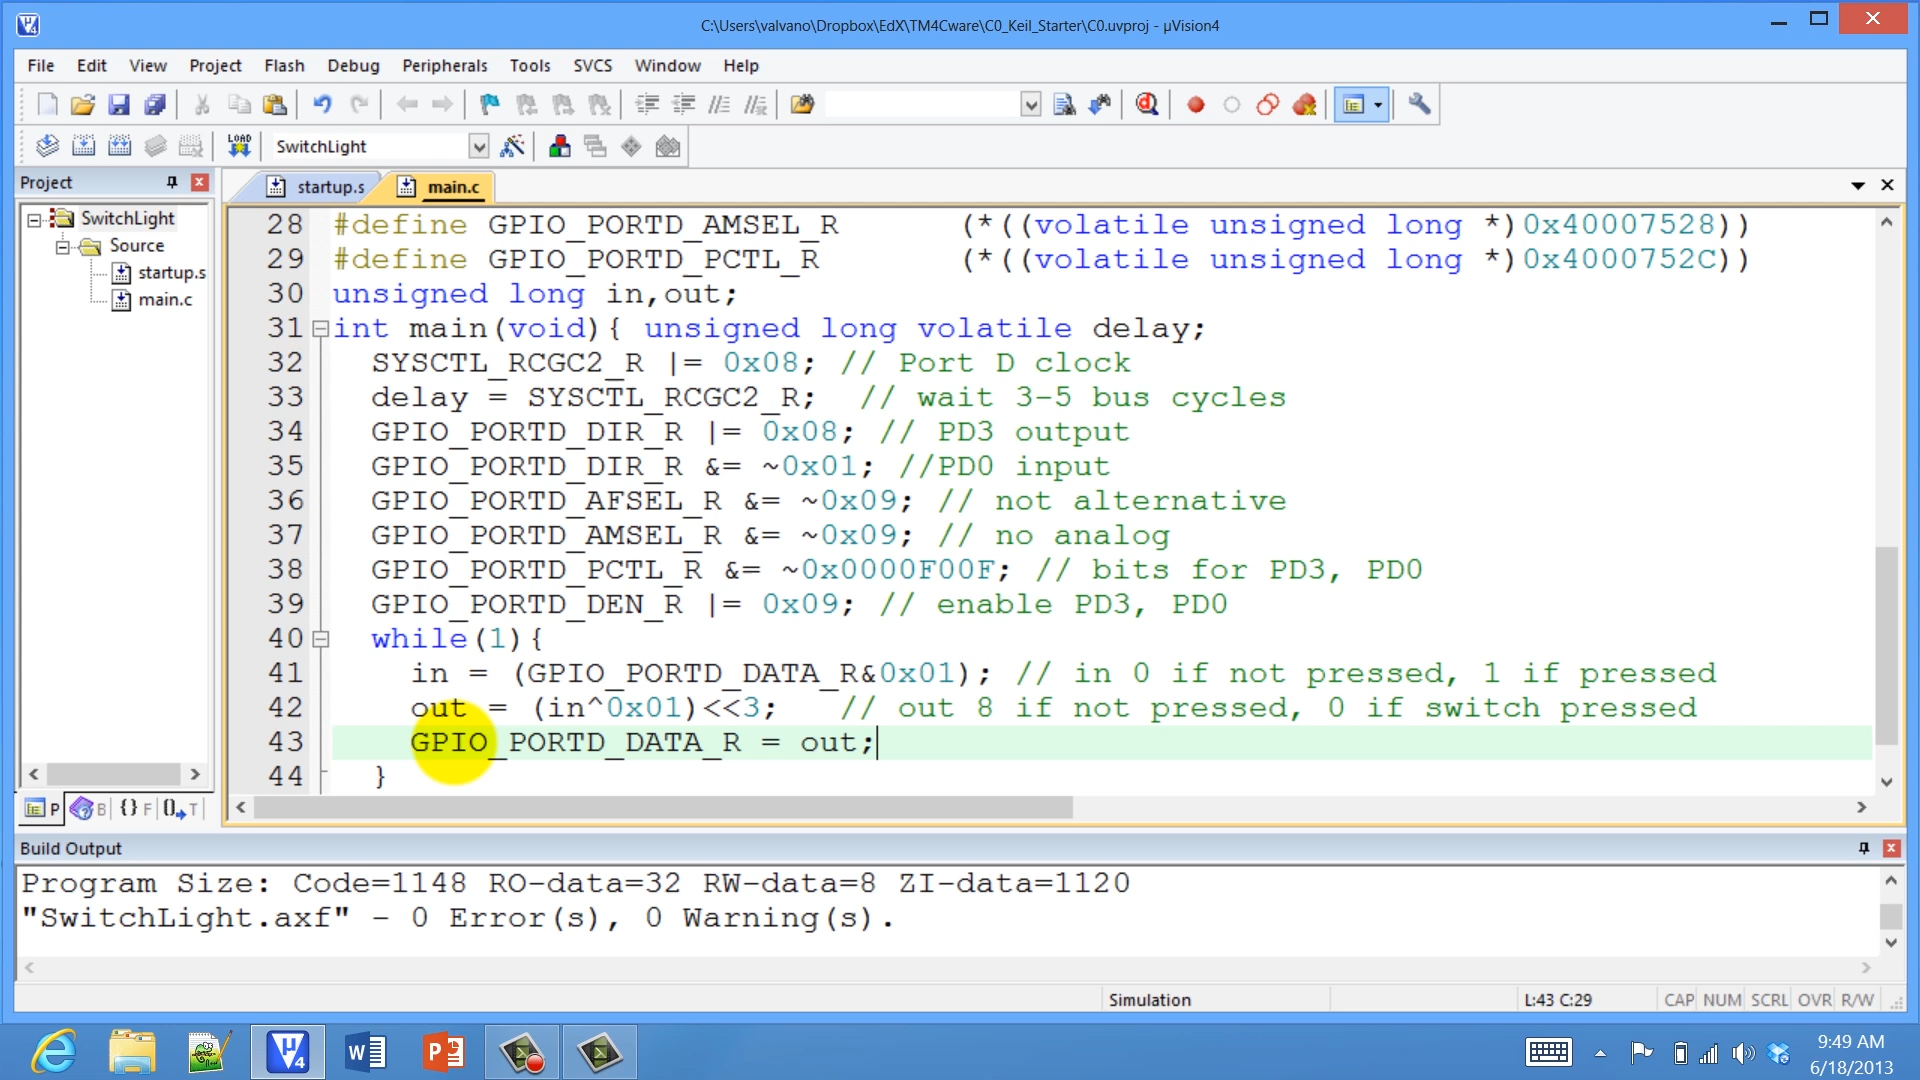 C:\Users\valvano\Dropbox\EdX\TM4Cware\C0_Keil_Starter\C0.uvproj - µVision4
File Edit View Project Flash Debug Peripherals Tools SVCS Window Help
LOAD SwitchLight
Project
startup.s main.c
SwitchLight
Source
startup.s
main.c
28 #define GPIO_PORTD_AMSEL_R (*((volatile unsigned long *)0x40007528))
29 #define GPIO_PORTD_PCTL_R (*((volatile unsigned long *)0x4000752C))
30 unsigned long in,out;
31 int main(void){ unsigned long volatile delay;
32 SYSCTL_RCGC2_R |= 0x08; // Port D clock
33 delay = SYSCTL_RCGC2_R; // wait 3-5 bus cycles
34 GPIO_PORTD_DIR_R |= 0x08; // PD3 output
35 GPIO_PORTD_DIR_R &= ~0x01; //PD0 input
36 GPIO_PORTD_AFSEL_R &= ~0x09; // not alternative
37 GPIO_PORTD_AMSEL_R &= ~0x09; // no analog
38 GPIO_PORTD_PCTL_R &= ~0x0000F00F; // bits for PD3, PD0
39 GPIO_PORTD_DEN_R |= 0x09; // enable PD3, PD0
40 while(1){
41 in = (GPIO_PORTD_DATA_R&0x01); // in 0 if not pressed, 1 if pressed
42 out = (in^0x01)<<3; // out 8 if not pressed, 0 if switch pressed
43 GPIO_PORTD_DATA_R = out;
44 }
P B {} F 0 T
Build Output
Program Size: Code=1148 RO-data=32 RW-data=8 ZI-data=1120
"SwitchLight.axf" - 0 Error(s), 0 Warning(s).
Simulation L:43 C:29 CAP NUM SCRL OVR R/W
9:49 AM
6/18/2013